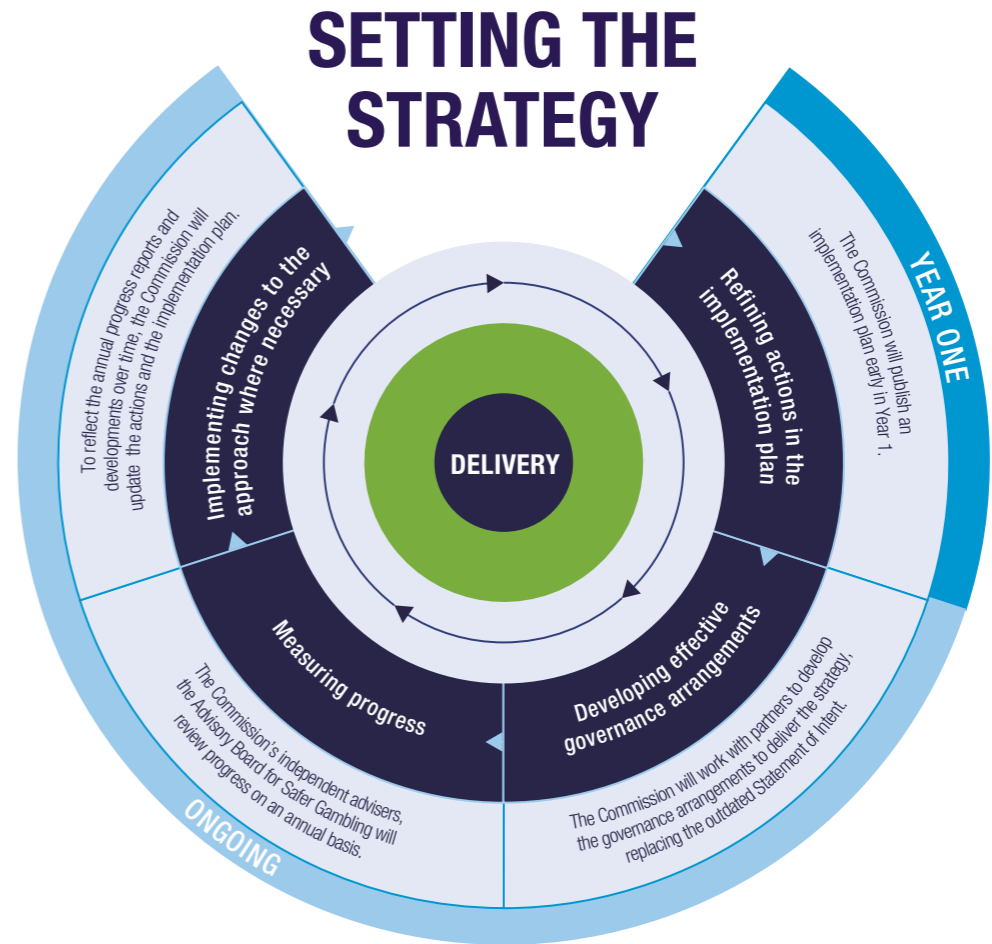 SETTING THE
STRATEGY
YEAR ONE
The Commission will publish an
implementation plan early in Year 1.
Refining actions in the
implementation plan
Developing effective
governance arrangements
The Commission will work with partners to develop
the governance arrangements to deliver the strategy,
replacing the outdated Statement of Intent.
Measuring progress
The Commission's independent advisers,
the Advisory Board for Safer Gambling will
review progress on an annual basis.
ONGOING
Implementing changes to the
approach where necessary
To reflect the annual progress reports and
developments over time, the Commission will
update the actions and the implementation plan.
DELIVERY